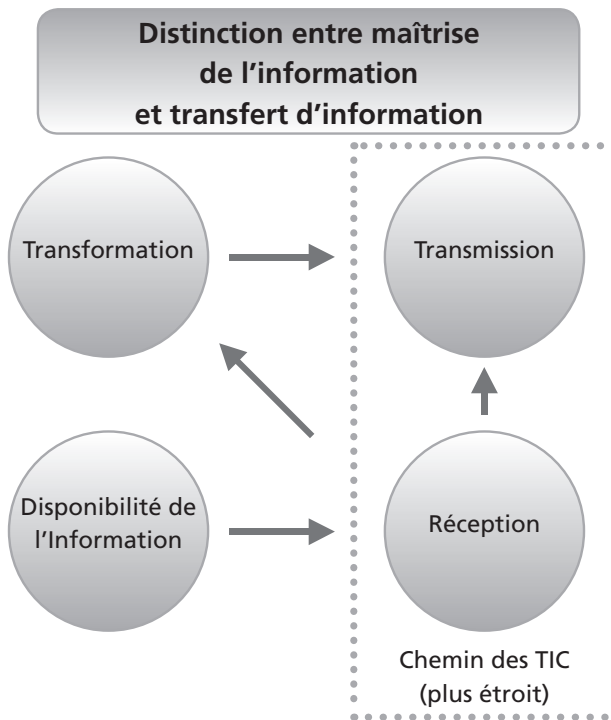 Distinction entre maîtrise
de l'information
et transfert d'information
Transformation
Transmission
Disponibilité de
l'Information
Réception
Chemin des TIC
(plus étroit)